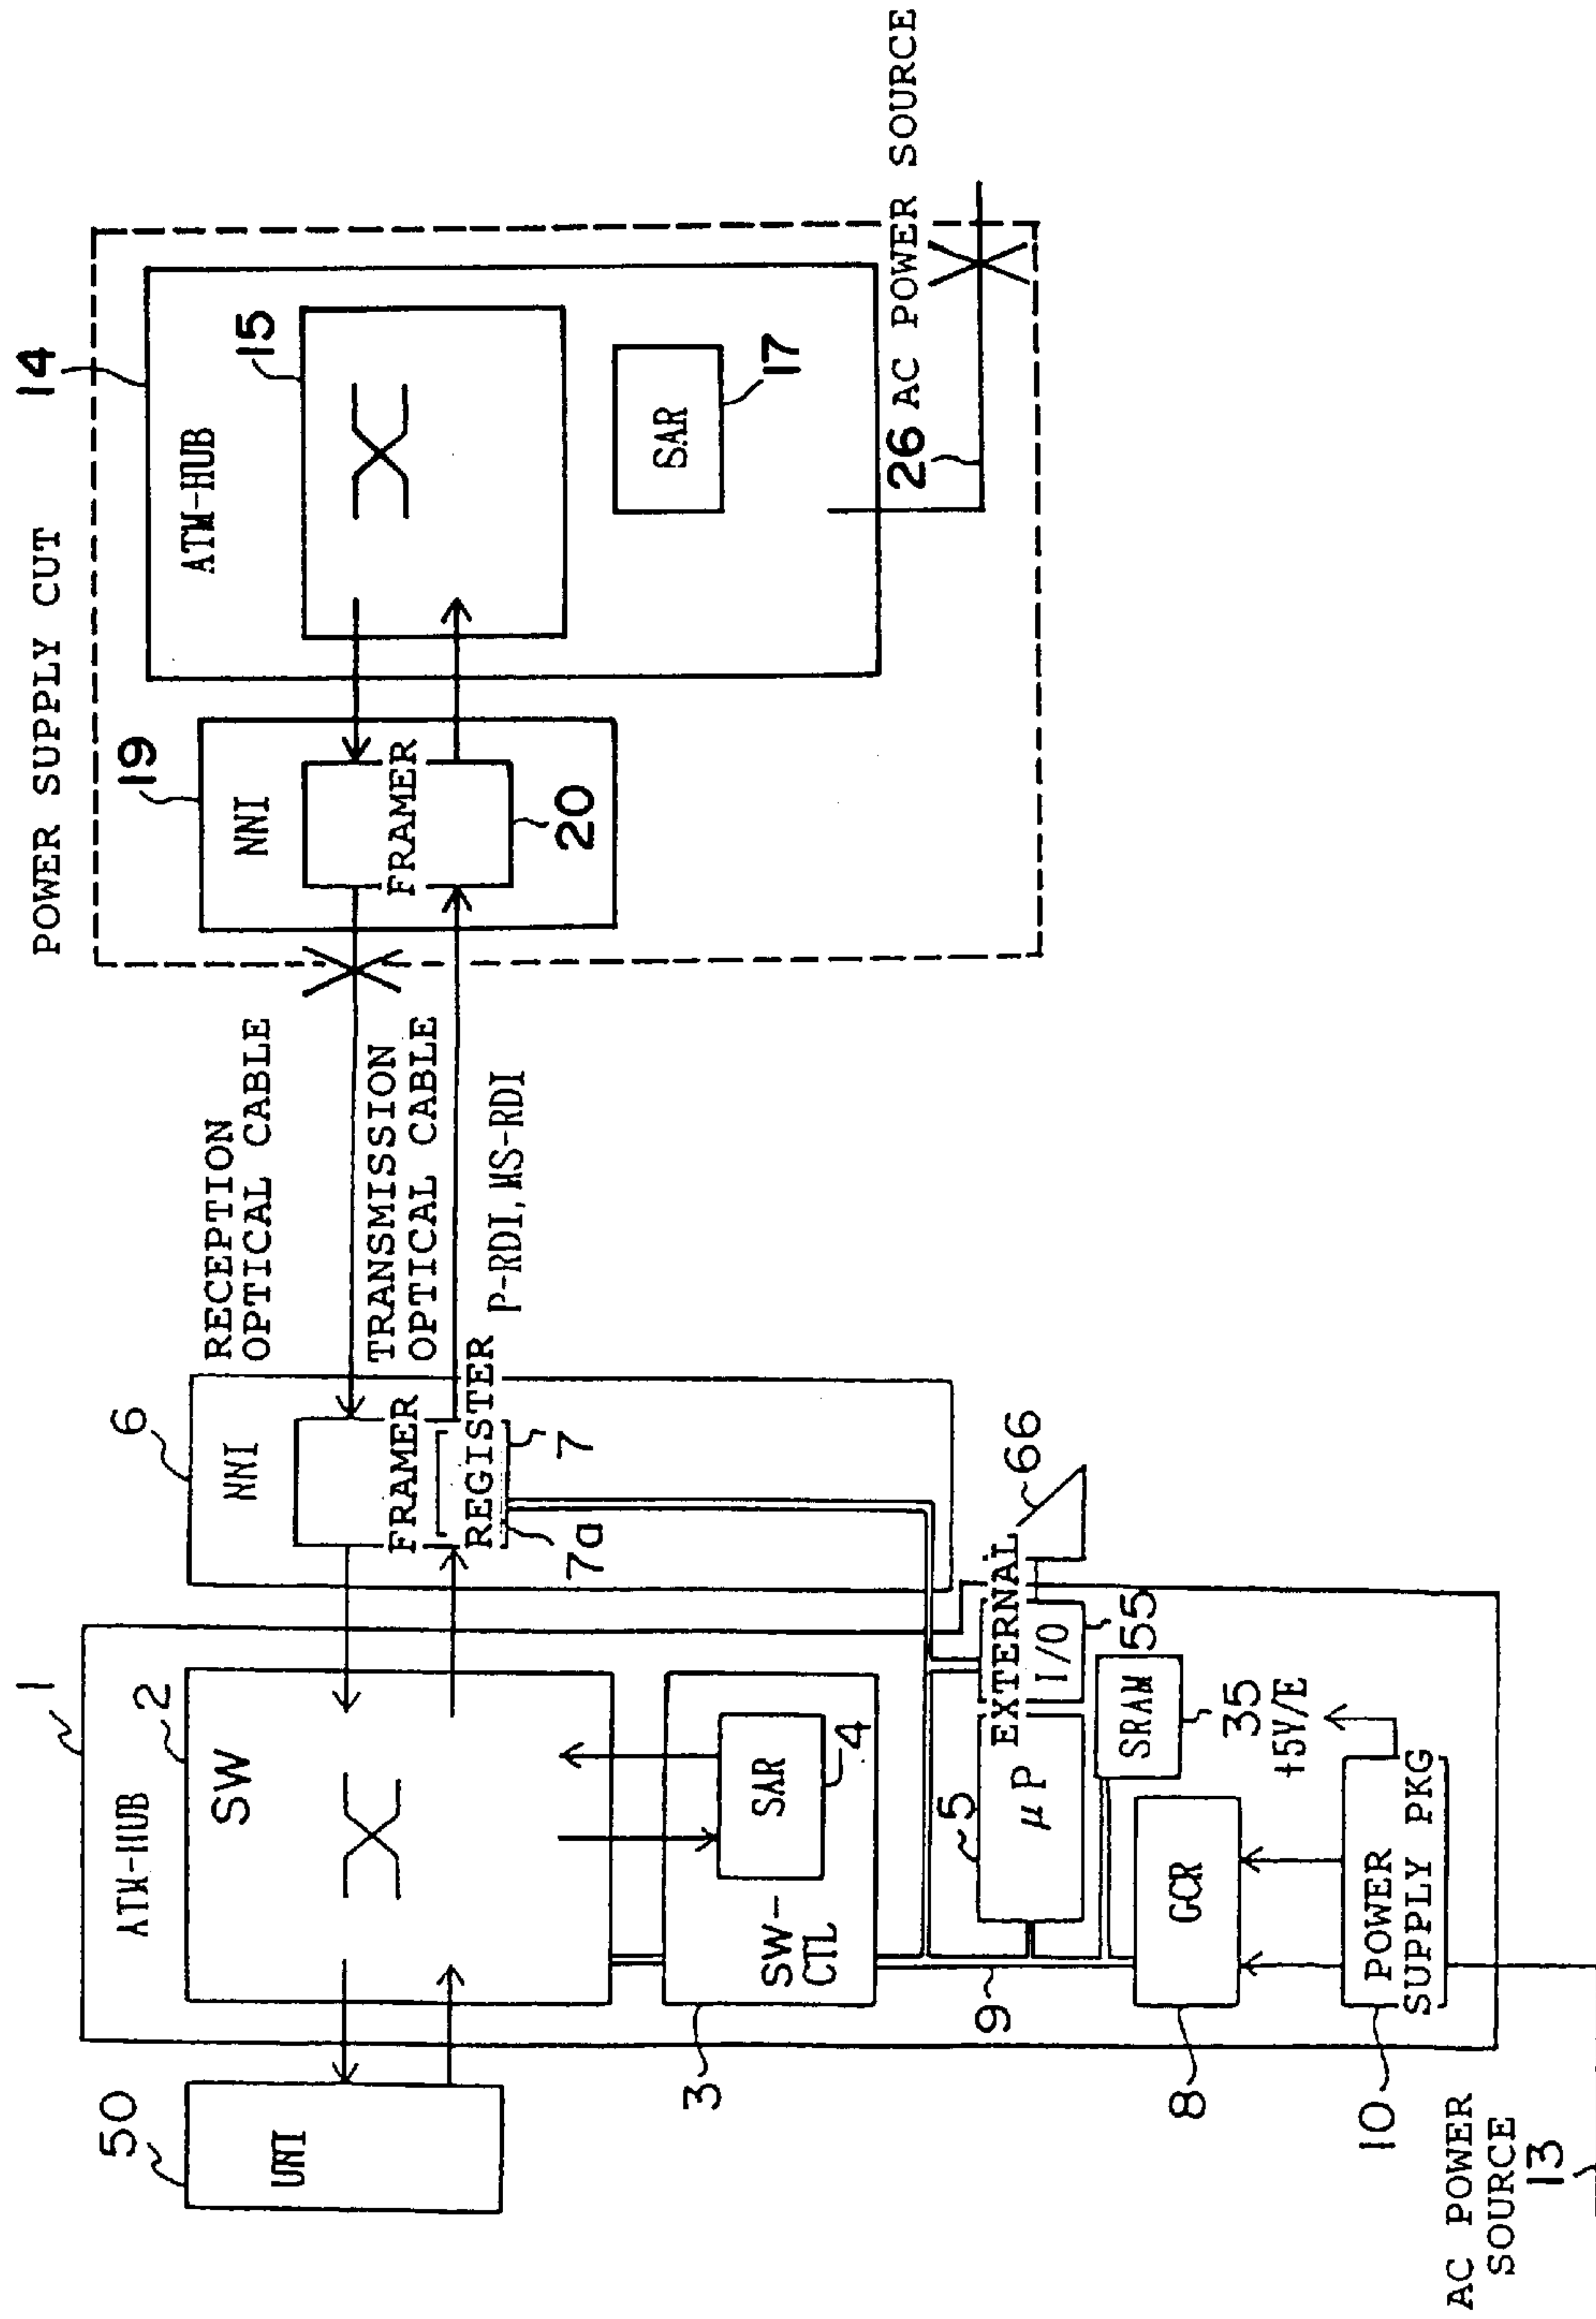 POWER SUPPLY CUT
14
ATM-HUB
15
SAR
17
19
NNI
FRAMER
20
26
AC POWER SOURCE
RECEPTION
OPTICAL CABLE
TRANSMISSION
OPTICAL CABLE
P-RDI, MS-RDI
6
NNI
FRAMER
REGISTER
7
7a
1
ATM-HUB
2
SW
SAR
4
SW-
CTL
3
5
μP
EXTERNAL
I/O
55
66
SRAM
35
+5V/E
9
GCR
8
POWER
SUPPLY PKG
10
50
UNI
AC POWER
SOURCE
13